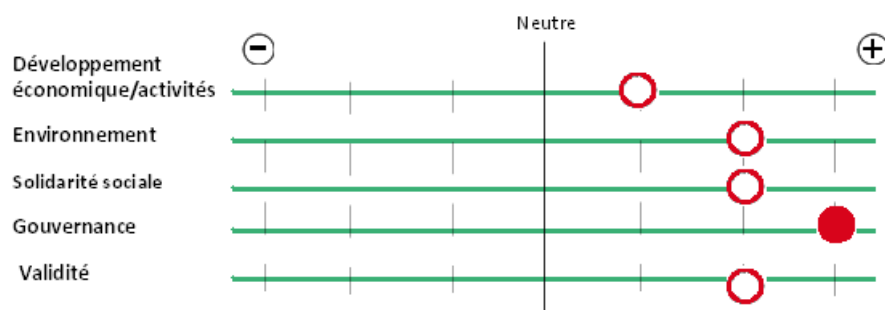 Neutre
− +
Développement
économique/activités
Environnement
Solidarité sociale
Gouvernance
Validité